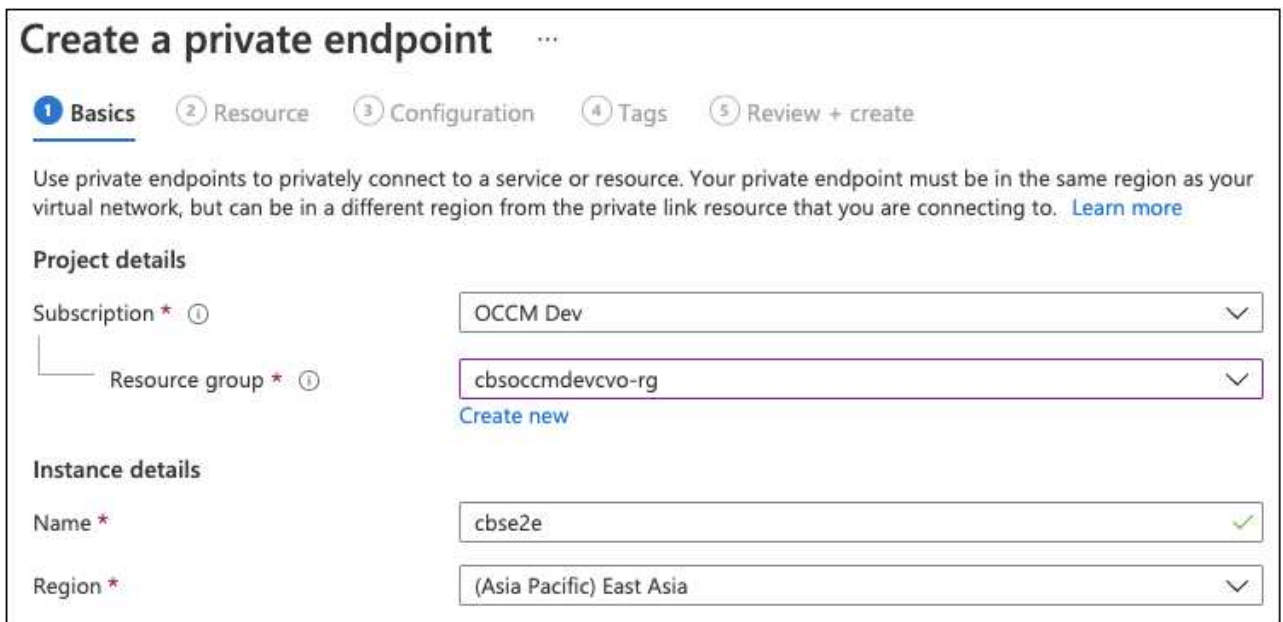 Create a private endpoint ...
1 Basics 2 Resource 3 Configuration 4 Tags 5 Review + create
Use private endpoints to privately connect to a service or resource. Your private endpoint must be in the same region as your
virtual network, but can be in a different region from the private link resource that you are connecting to. Learn more
Project details
Subscription * OCCM Dev
Resource group * cbsoccmdevcvo-rg
Create new
Instance details
Name * cbse2e
Region * (Asia Pacific) East Asia